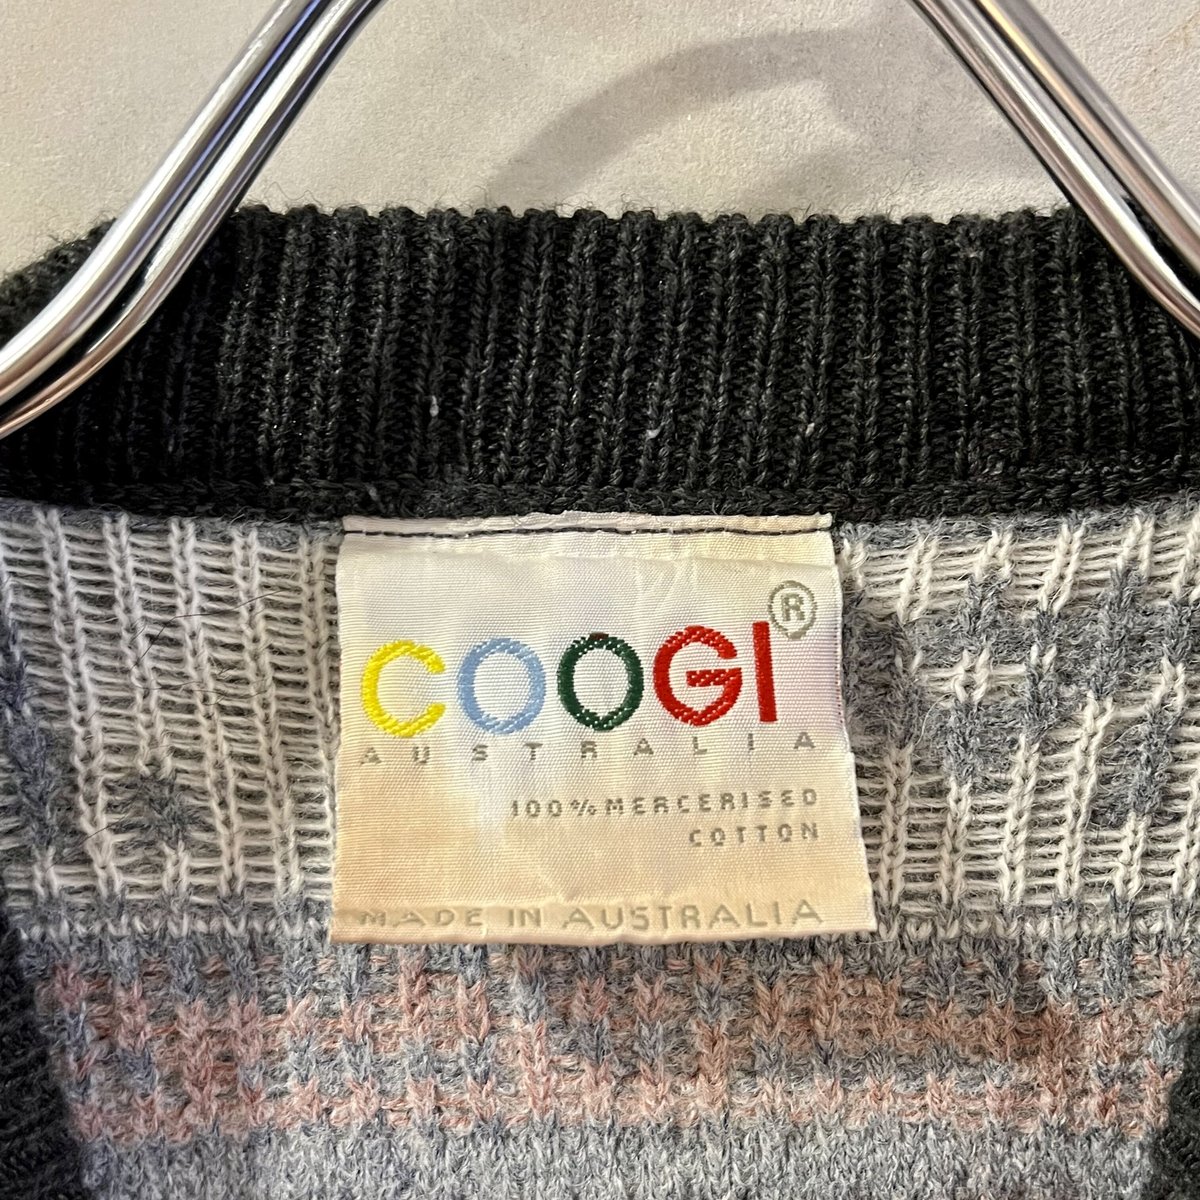 COOGI®
AUSTRALIA
100% MERCERISED
COTTON
MADE IN AUSTRALIA